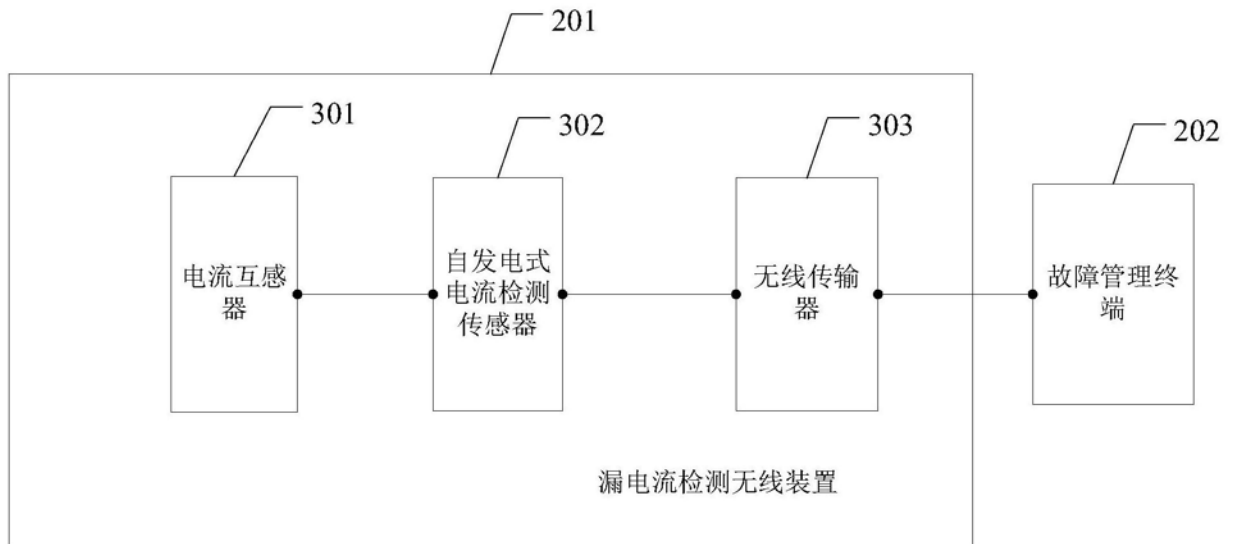 201
301
302
303
202
电流互感
器
自发电式
电流检测
传感器
无线传输
器
故障管理终
端
漏电流检测无线装置